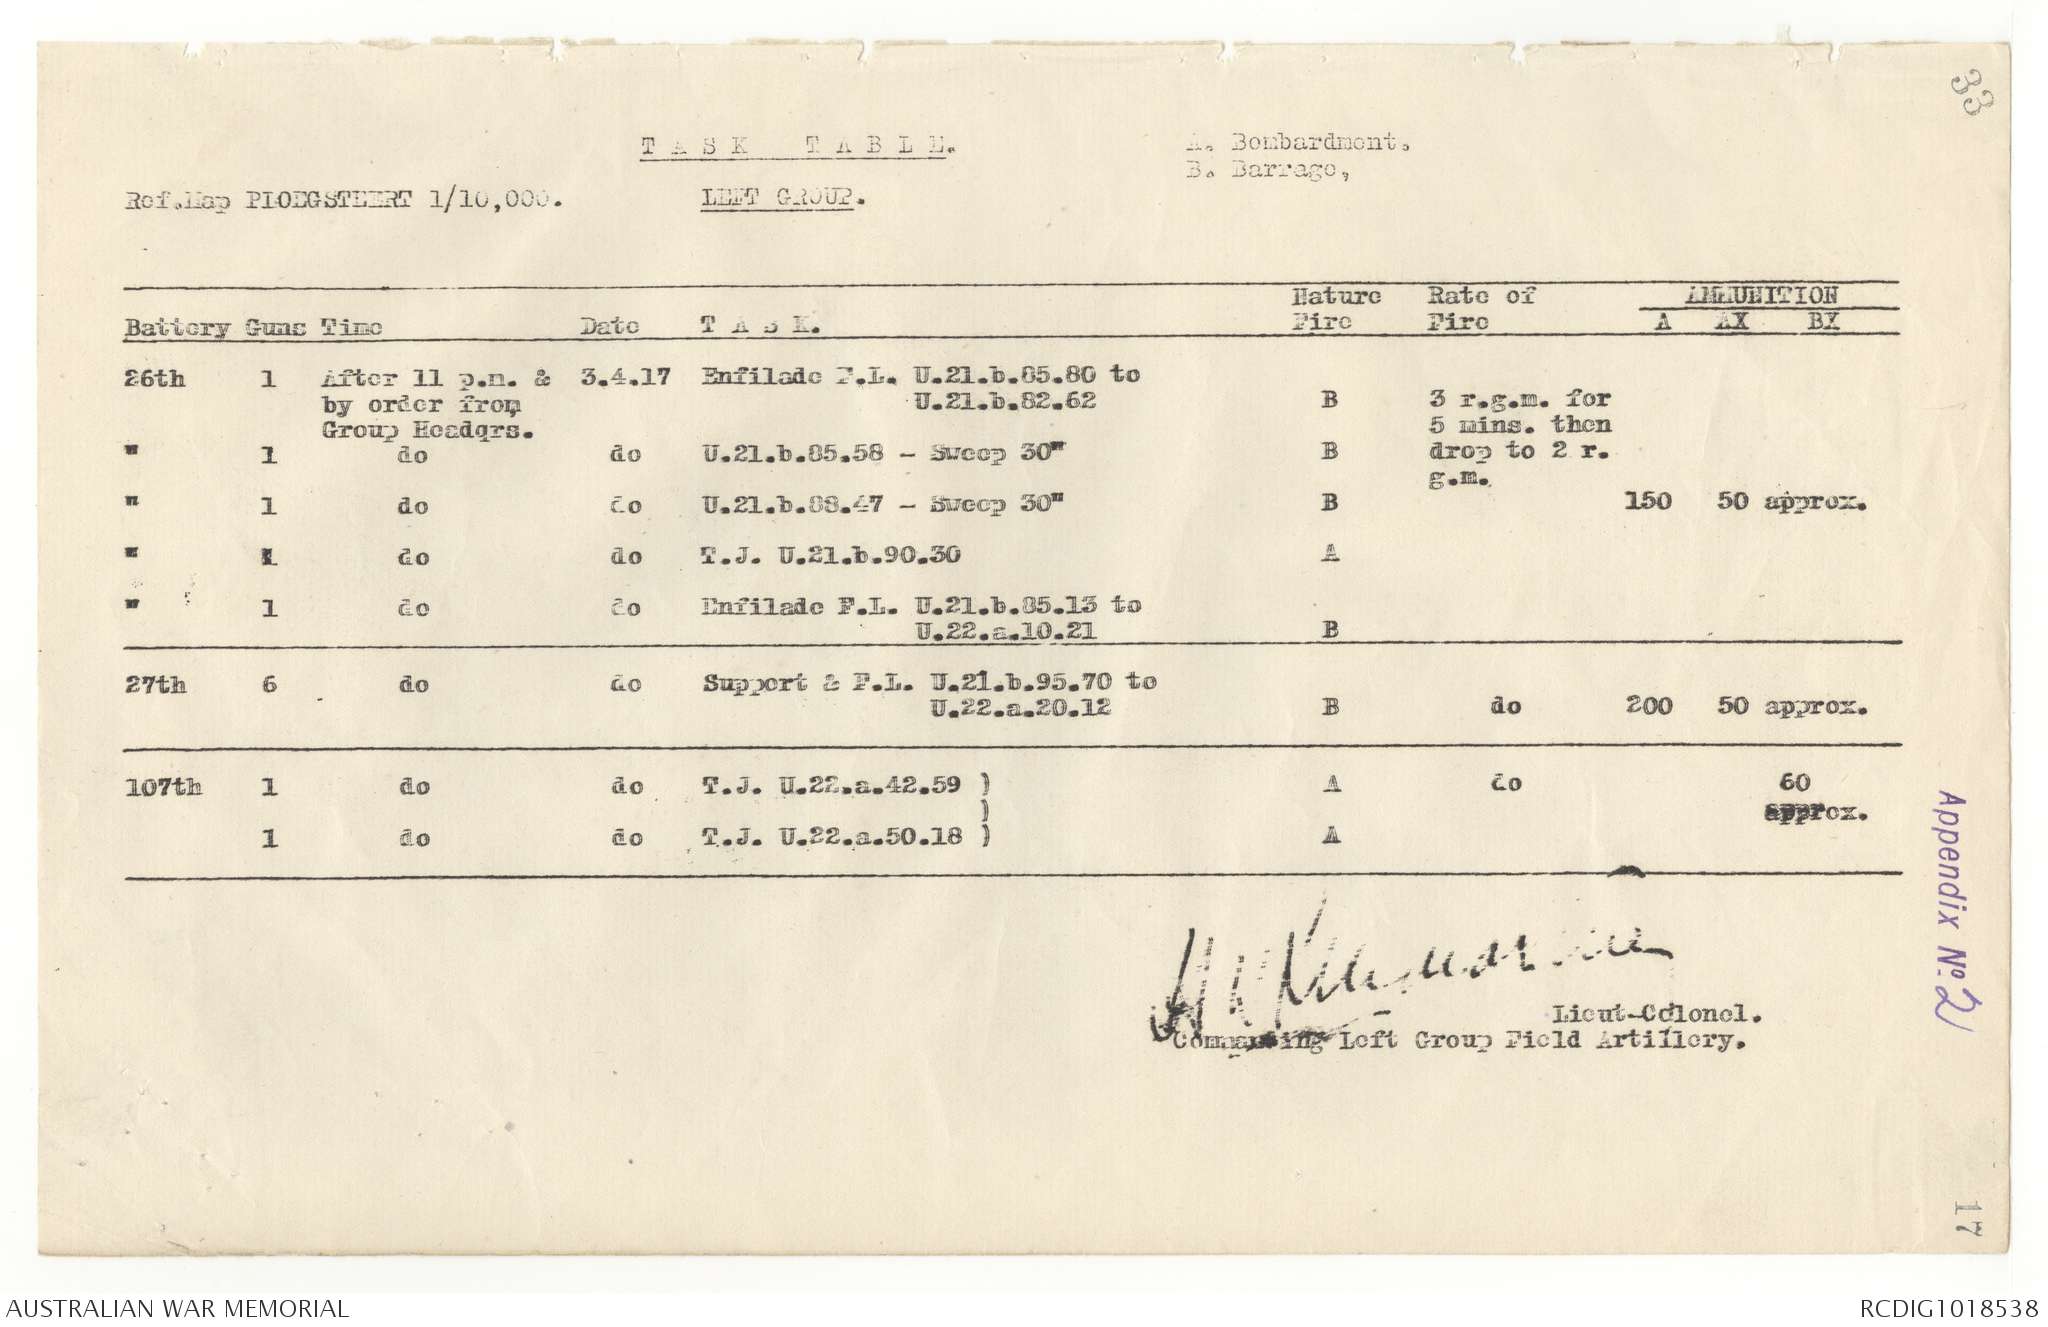 33
TASK TABLE.
A. Bombardment.
B. Barrage,
Ref.Map PLOEGSTEERT 1/10,000.
LEFT GROUP.
Nature Rate of AMMUNITION
Battery Guns Time Date TASK. Fire Fire A AX BX
26th 1 After 11 p.m. & 3.4.17 Enfilade F.L. U.21.b.85.80 to
by order from U.21.b.82.62 B 3 r.g.m. for
Group Headqrs. 5 mins. then
" 1 do do U.21.b.85.58 - Sweep 30" B drop to 2 r.
g.m.
" 1 do do U.21.b.88.47 - Sweep 30" B 150 50 approx.
" 1 do do T.J. U.21.b.90.30 A
" 1 do do Enfilade F.L. U.21.b.85.13 to
U.22.a.10.21 B
27th 6 do do Support & F.L. U.21.b.95.70 to
U.22.a.20.12 B do 200 50 approx.
107th 1 do do T.J. U.22.a.42.59 ) A do 60
) approx.
1 do do T.J. U.22.a.50.18 ) A
Lieut-Colonel.
Commanding Left Group Field Artillery.
Appendix No. 2
17
AUSTRALIAN WAR MEMORIAL
RCDIG1018538